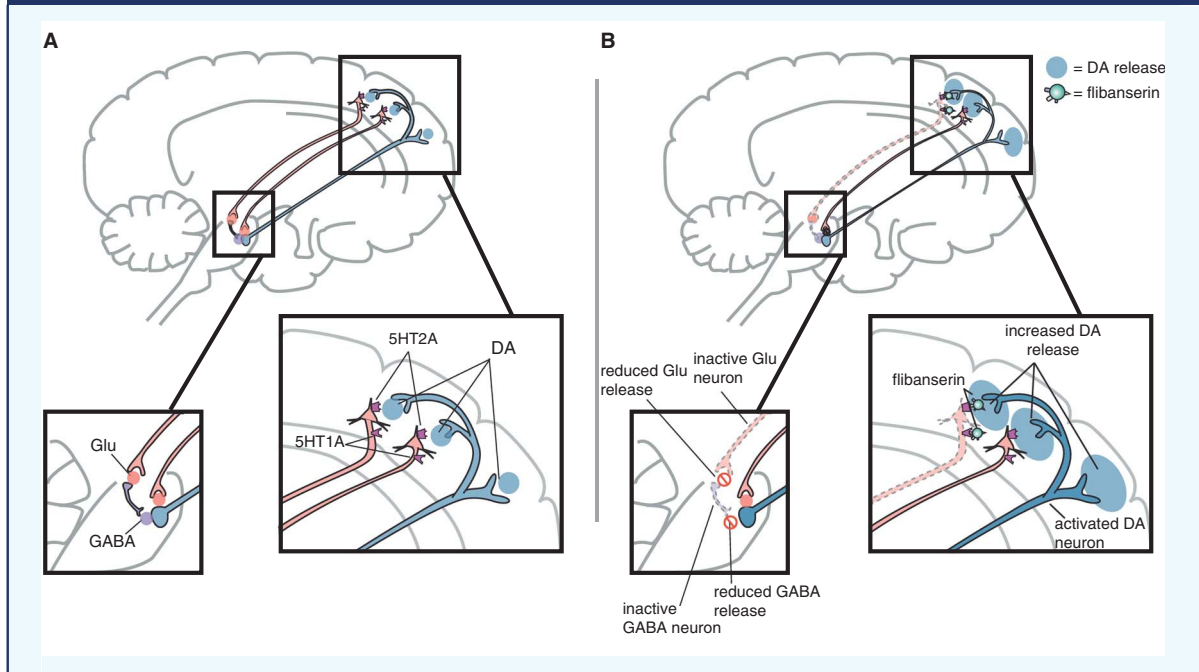 A
5HT2A
DA
5HT1A
Glu
GABA
B
= DA release
= flibanserin
reduced Glu
release
inactive Glu
neuron
inactive
GABA neuron
reduced GABA
release
increased DA
release
flibanserin
activated DA
neuron